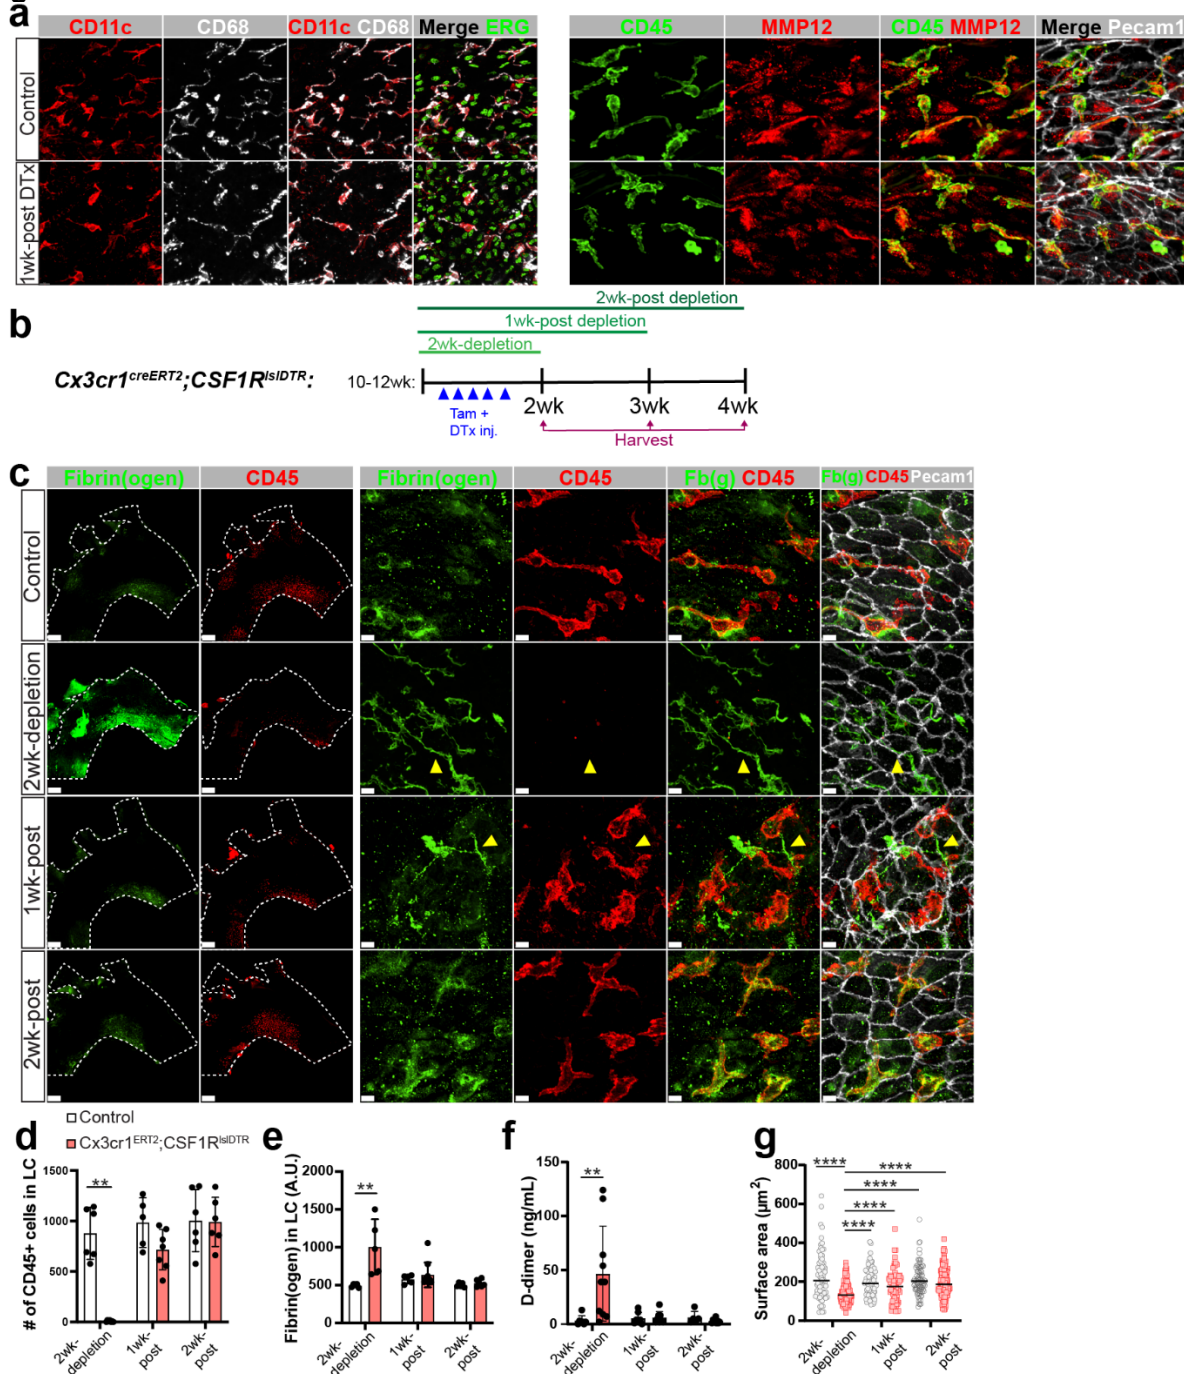 a
CD11c CD68 CD11c CD68 Merge ERG CD45 MMP12 CD45 MMP12 Merge Pecam1
Control
1wk-post DTx
b
2wk-post depletion
1wk-post depletion
2wk-depletion
Cx3cr1creERT2;CSF1RlslDTR:
10-12wk:
2wk 3wk 4wk
Tam +
DTx inj.
Harvest
c
Fibrin(ogen) CD45 Fibrin(ogen) CD45 Fb(g) CD45 Fb(g) CD45 Pecam1
Control
2wk-depletion
1wk-post
2wk-post
Control
Cx3cr1ERT2;CSF1RlslDTR
d
# of CD45+ cells in LC
1500
1000
500
0
**
2wk-depletion
1wk-post
2wk-post
e
Fibrin(ogen) in LC (A.U.)
2000
1500
1000
500
0
**
2wk-depletion
1wk-post
2wk-post
f
D-dimer (ng/mL)
150
100
50
0
**
2wk-depletion
1wk-post
2wk-post
g
Surface area (µm2)
800
600
400
200
0
****
****
****
****
****
2wk-depletion
1wk-post
2wk-post